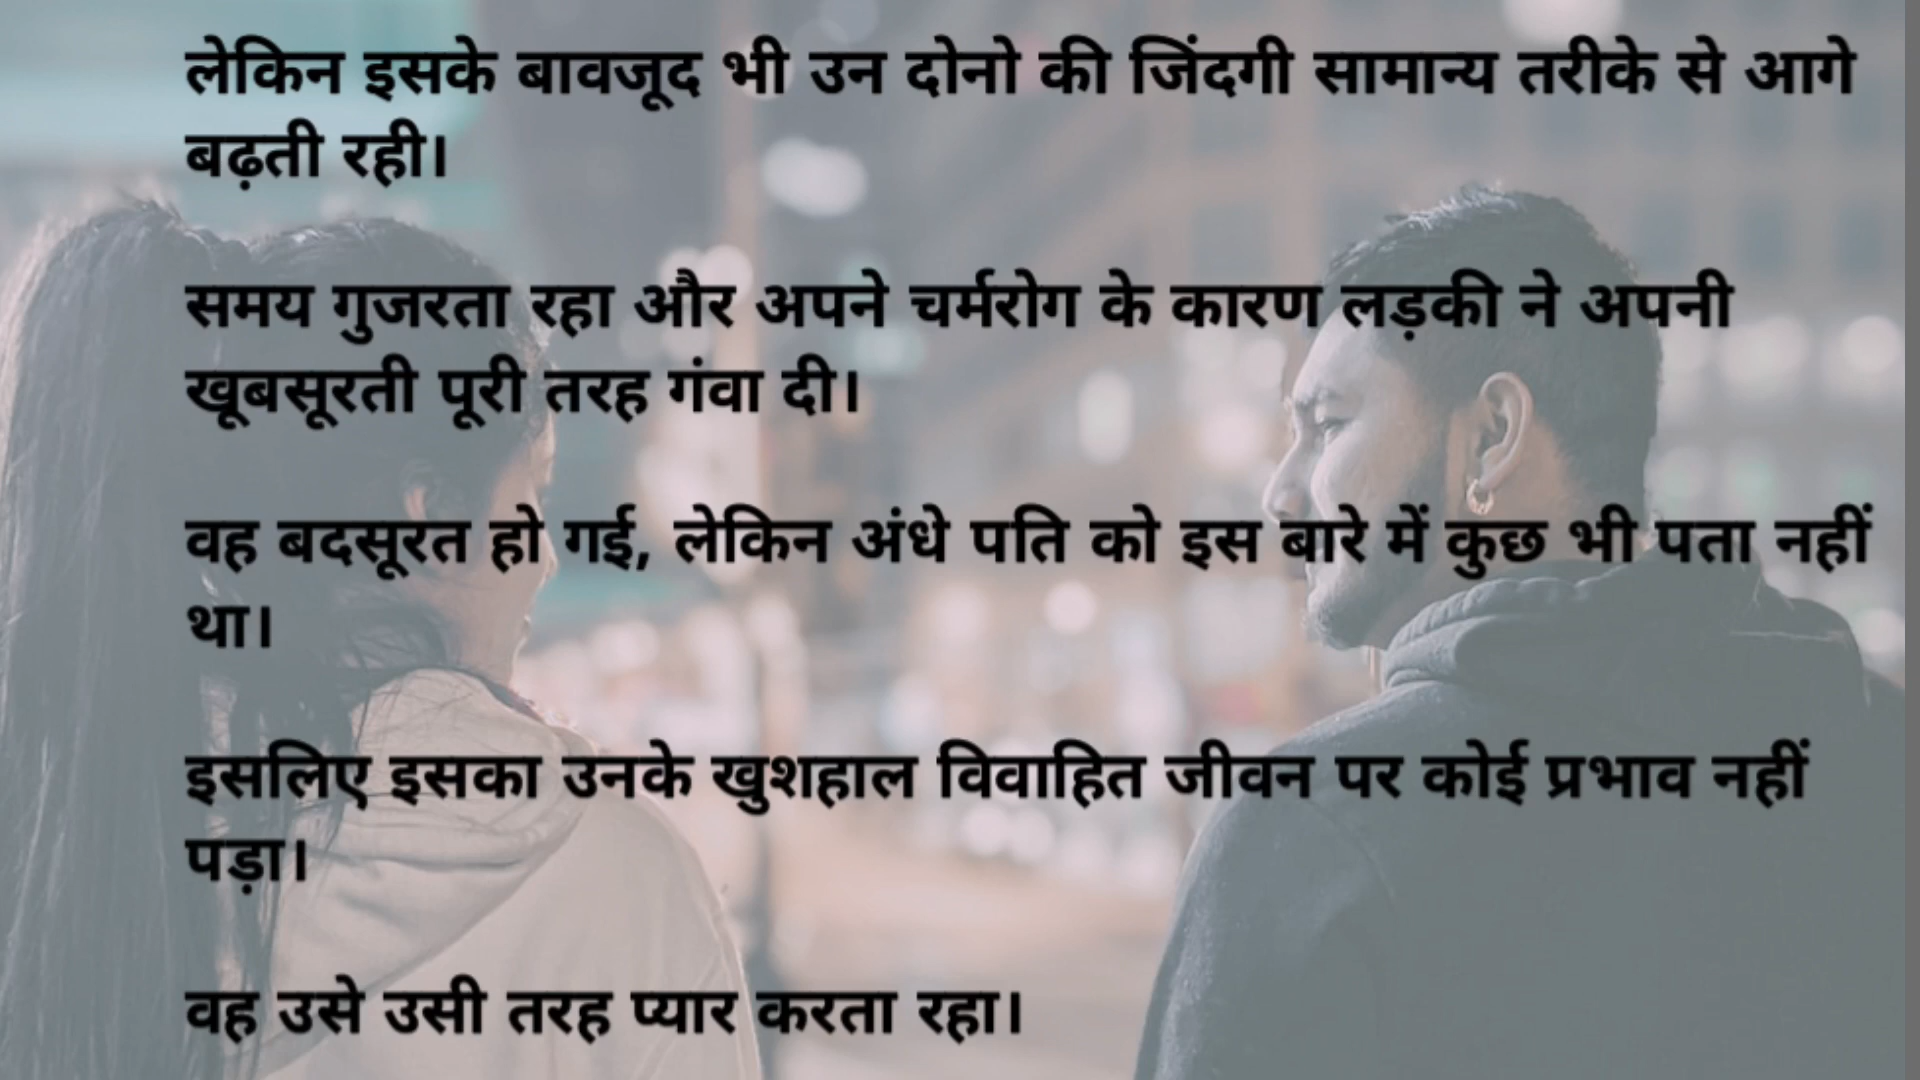 लेकिन इसके बावजूद भी उन दोनो की जिंदगी सामान्य तरीके से आगे
बढ़ती रही।
समय गुजरता रहा और अपने चर्मरोग के कारण लड़की ने अपनी
खूबसूरती पूरी तरह गंवा दी।
वह बदसूरत हो गई, लेकिन अंधे पति को इस बारे में कुछ भी पता नहीं
था।
इसलिए इसका उनके खुशहाल विवाहित जीवन पर कोई प्रभाव नहीं
पड़ा।
वह उसे उसी तरह प्यार करता रहा।